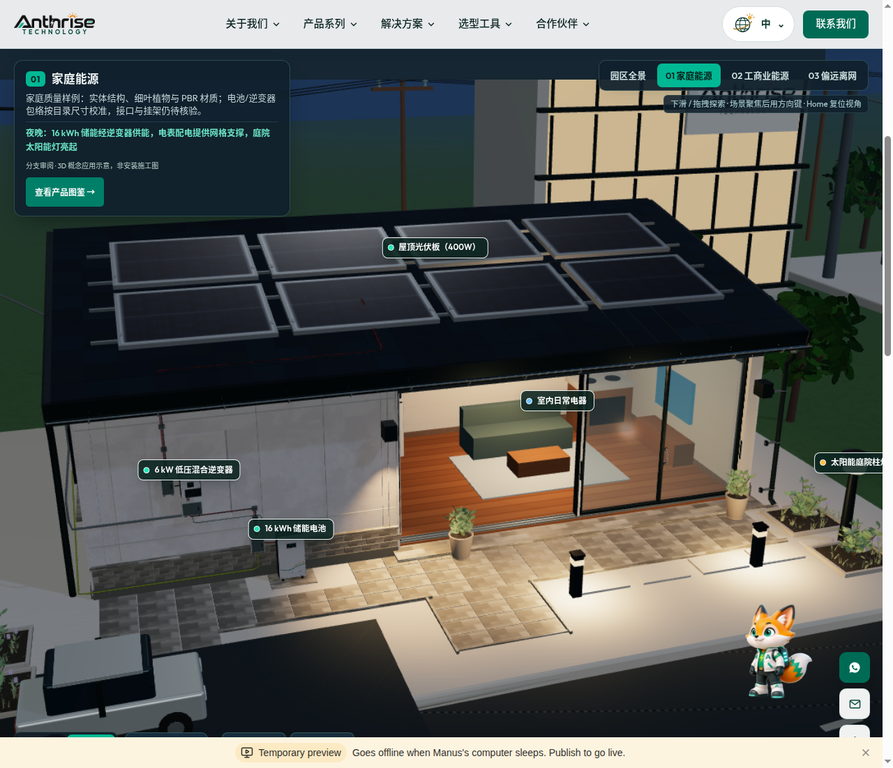 Anthrise
TECHNOLOGY
关于我们
产品系列
解决方案
选型工具
合作伙伴
中
联系我们
01 家庭能源
家庭质量样例：实体结构、细叶植物与 PBR 材质；电池/逆变器
包络按目录尺寸校准，接口与挂架仍待核验。
夜晚：16 kWh 储能经逆变器供能，电表配电提供网格支撑，庭院
太阳能灯亮起
分支审阅 · 3D 概念应用示意，非安装施工图
查看产品图鉴 →
园区全景
01 家庭能源
02 工商业能源
03 偏远离网
下滑 / 拖拽探索 · 场景聚焦后用方向键 · Home 复位视角
屋顶光伏板（400W）
室内日常电器
6 kW 低压混合逆变器
太阳能庭院柱
16 kWh 储能电池
Temporary preview
Goes offline when Manus's computer sleeps. Publish to go live.